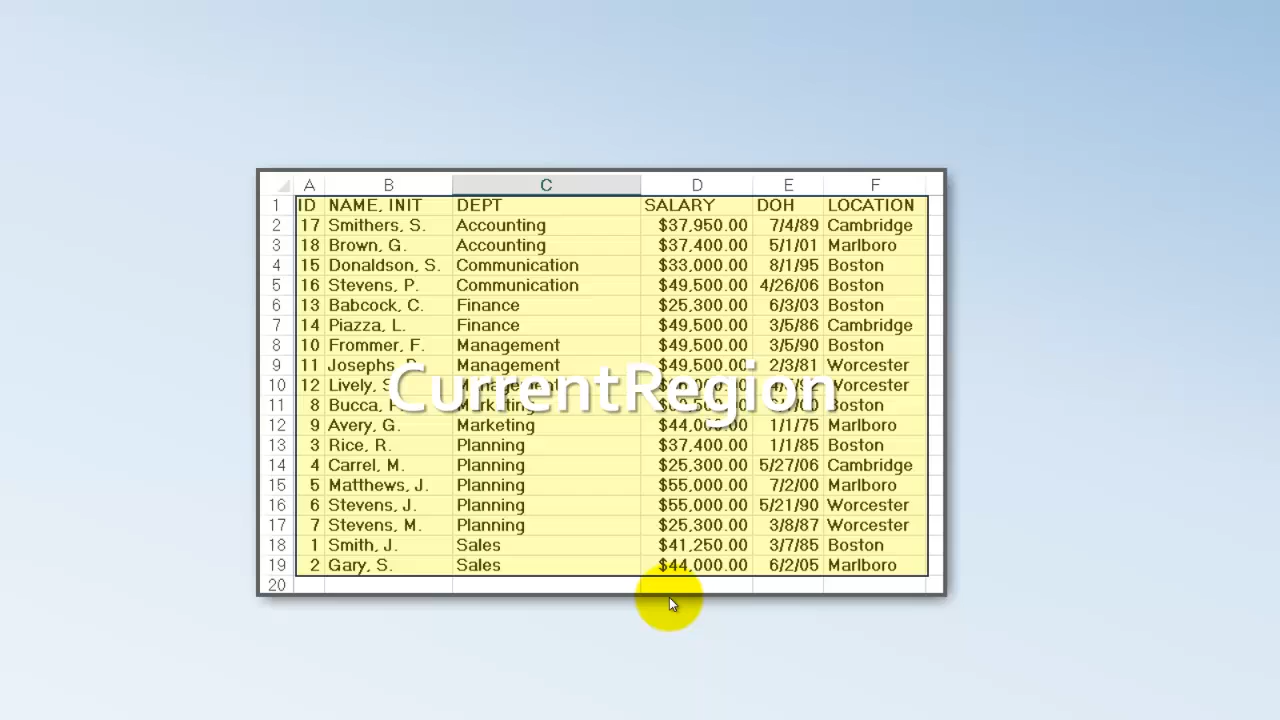 A B C D E F
1 ID NAME, INIT DEPT SALARY DOH LOCATION
2 17 Smithers, S. Accounting $37,950.00 7/4/89 Cambridge
3 18 Brown, G. Accounting $37,400.00 5/1/01 Marlboro
4 15 Donaldson, S. Communication $33,000.00 8/1/95 Boston
5 16 Stevens, P. Communication $49,500.00 4/26/06 Boston
6 13 Babcock, C. Finance $25,300.00 6/3/03 Boston
7 14 Piazza, L. Finance $49,500.00 3/5/86 Cambridge
8 10 Frommer, F. Management $49,500.00 3/5/90 Boston
9 11 Josephs, Management $49,500.00 2/3/81 Worcester
CurrentRegion
10 12 Lively, Management Worcester
11 8 Bucca, Marketing Boston
12 9 Avery, G. Marketing 1/1/75 Marlboro
13 3 Rice, R. Planning $37,400.00 1/1/85 Boston
14 4 Carrel, M. Planning $25,300.00 5/27/06 Cambridge
15 5 Matthews, J. Planning $55,000.00 7/2/00 Marlboro
16 6 Stevens, J. Planning $55,000.00 5/21/90 Worcester
17 7 Stevens, M. Planning $25,300.00 3/8/87 Worcester
18 1 Smith, J. Sales $41,250.00 3/7/85 Boston
19 2 Gary, S. Sales $44,000.00 6/2/05 Marlboro
20